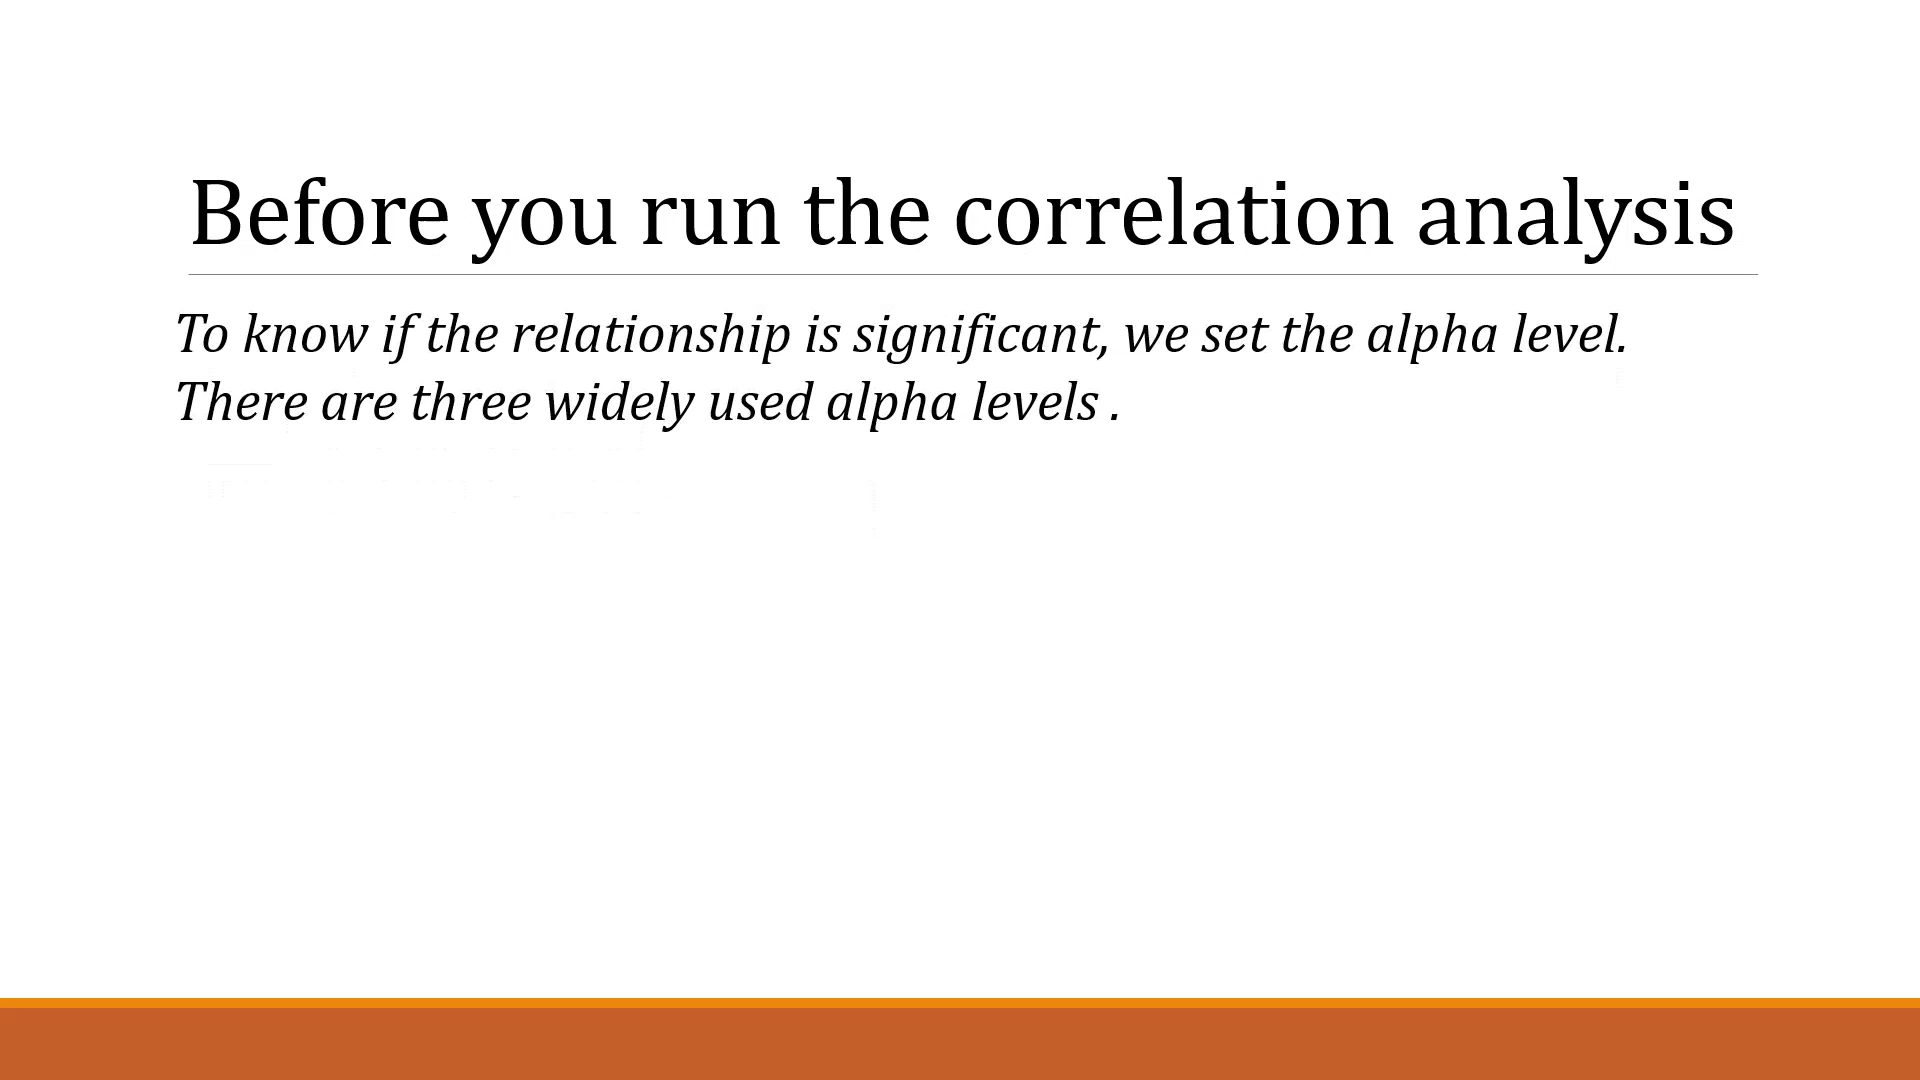 Before you run the correlation analysis
To know if the relationship is significant, we set the alpha level.
There are three widely used alpha levels .